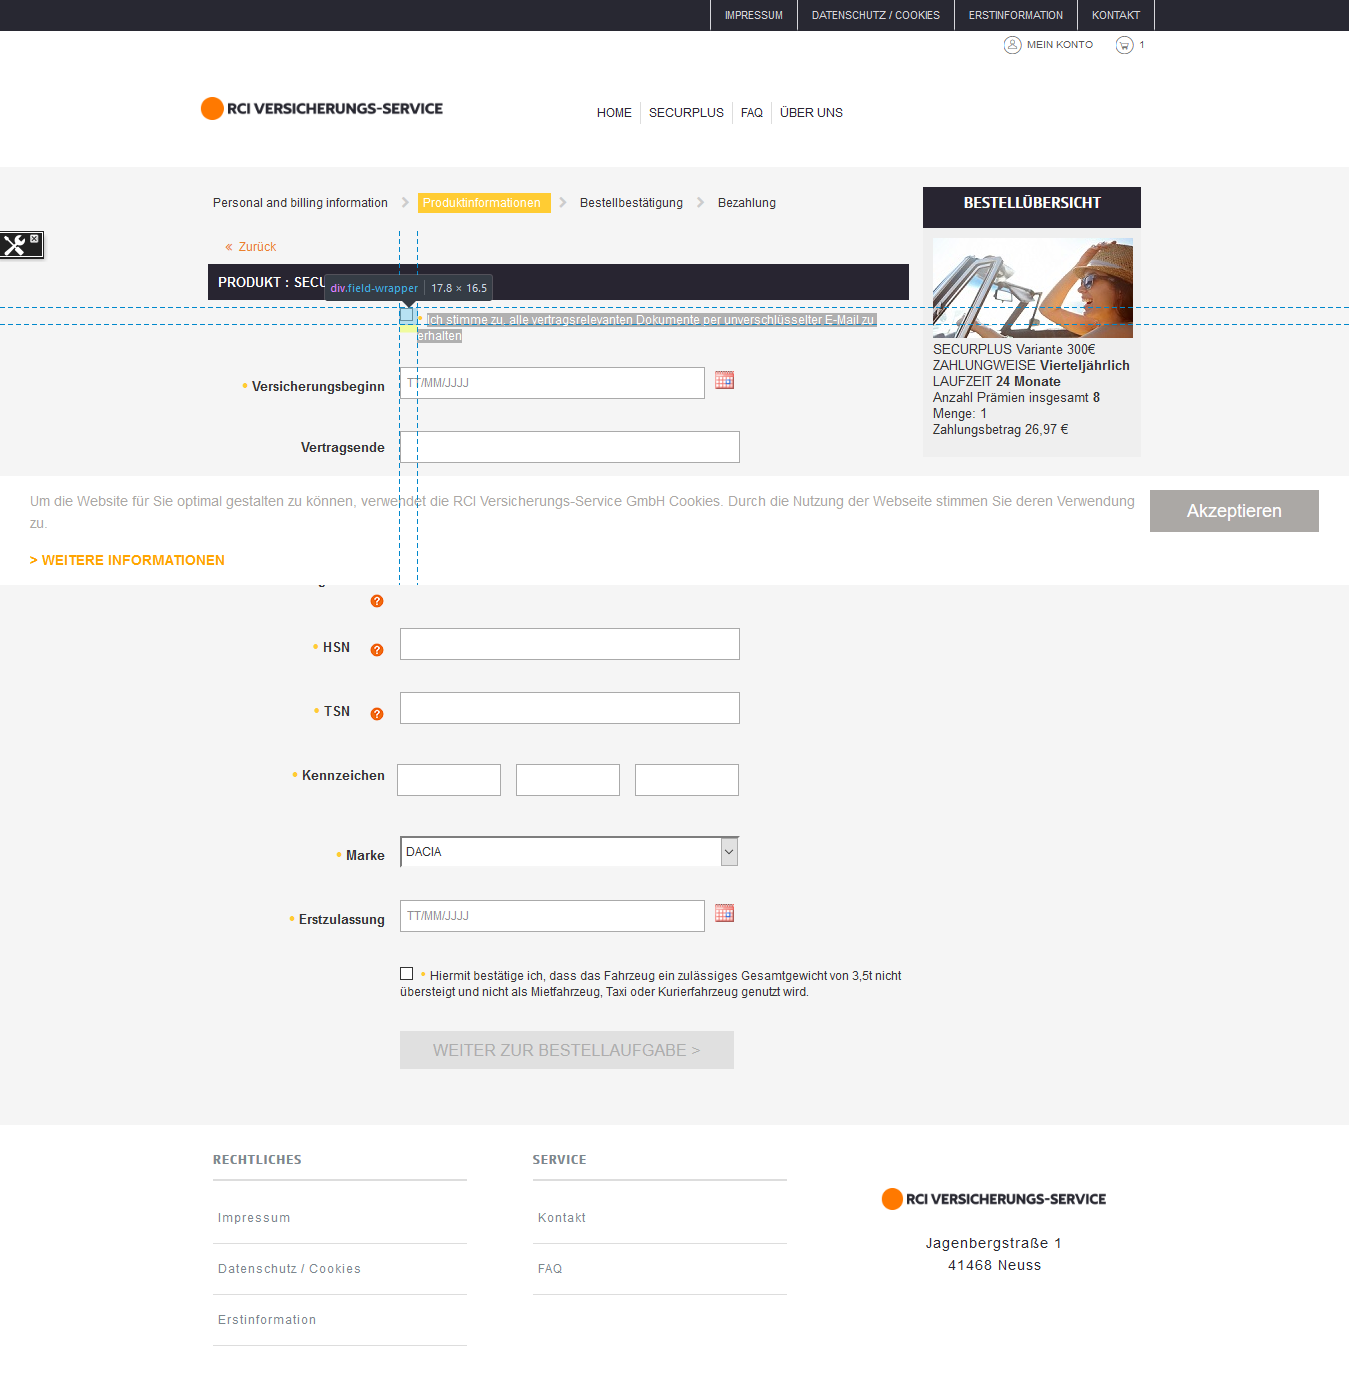 IMPRESSUM
DATENSCHUTZ / COOKIES
ERSTINFORMATION
KONTAKT
MEIN KONTO
1
RCI VERSICHERUNGS-SERVICE
HOME
SECURPLUS
FAQ
ÜBER UNS
Personal and billing information
Produktinformationen
Bestellbestätigung
Bezahlung
BESTELLÜBERSICHT
« Zurück
PRODUKT : SECU
div.field-wrapper
17.8 × 16.5
• Ich stimme zu, alle vertragsrelevanten Dokumente per unverschlüsselter E-Mail zu
erhalten
SECURPLUS Variante 300€
ZAHLUNGWEISE Vierteljährlich
LAUFZEIT 24 Monate
Anzahl Prämien insgesamt 8
Menge: 1
Zahlungsbetrag 26,97 €
• Versicherungsbeginn
TT/MM/JJJJ
Vertragsende
Um die Website für Sie optimal gestalten zu können, verwendet die RCI Versicherungs-Service GmbH Cookies. Durch die Nutzung der Webseite stimmen Sie deren Verwendung
zu.
Akzeptieren
> WEITERE INFORMATIONEN
?
• HSN ?
• TSN ?
• Kennzeichen
• Marke
DACIA
• Erstzulassung
TT/MM/JJJJ
• Hiermit bestätige ich, dass das Fahrzeug ein zulässiges Gesamtgewicht von 3,5t nicht
übersteigt und nicht als Mietfahrzeug, Taxi oder Kurierfahrzeug genutzt wird.
WEITER ZUR BESTELLAUFGABE >
RECHTLICHES
Impressum
Datenschutz / Cookies
Erstinformation
SERVICE
Kontakt
FAQ
RCI VERSICHERUNGS-SERVICE
Jagenbergstraße 1
41468 Neuss